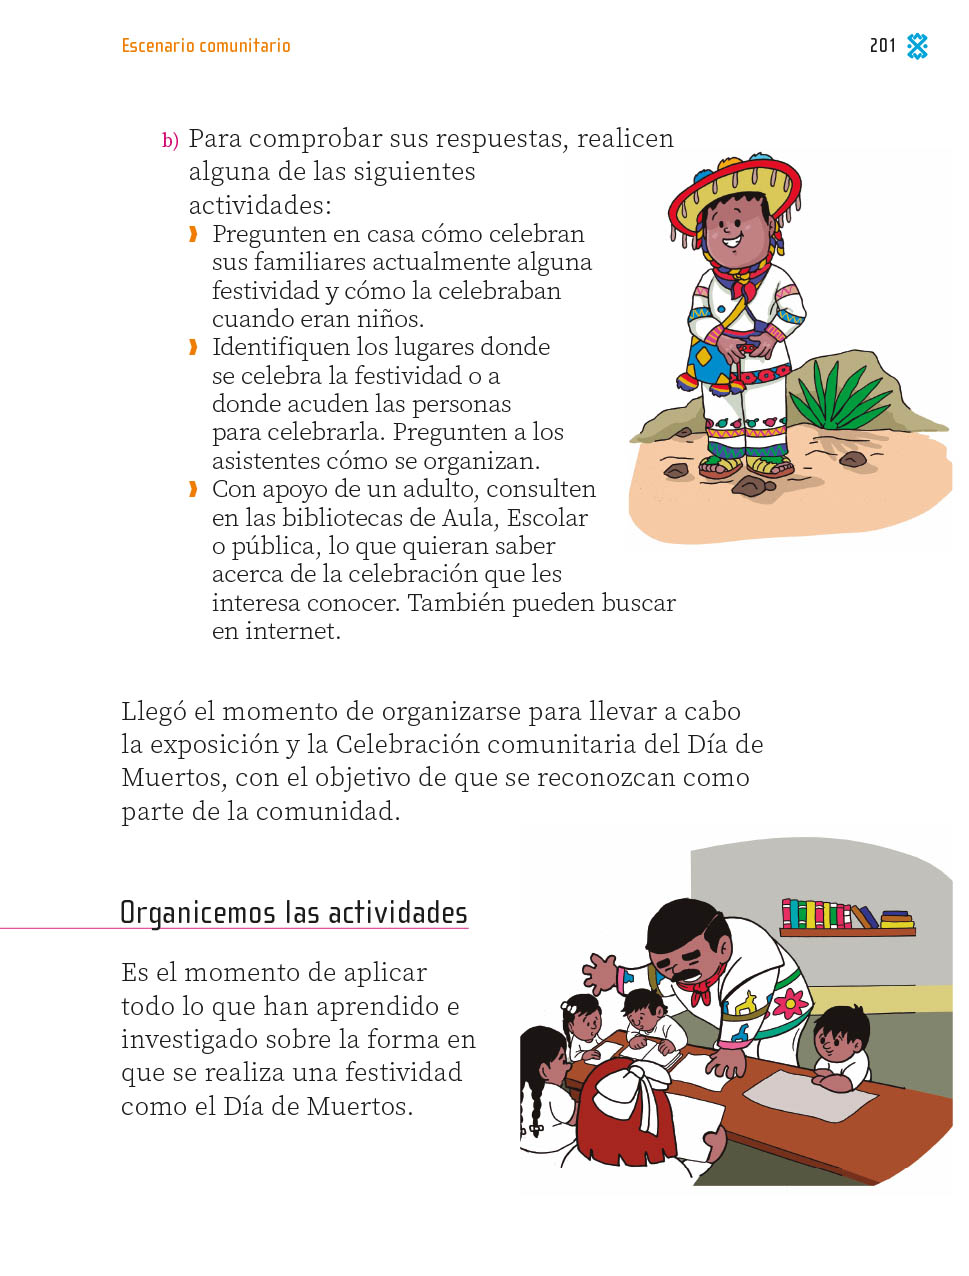 Escenario comunitario
201
b) Para comprobar sus respuestas, realicen
alguna de las siguientes
actividades:
Pregunten en casa cómo celebran
sus familiares actualmente alguna
festividad y cómo la celebraban
cuando eran niños.
Identifiquen los lugares donde
se celebra la festividad o a
donde acuden las personas
para celebrarla. Pregunten a los
asistentes cómo se organizan.
Con apoyo de un adulto, consulten
en las bibliotecas de Aula, Escolar
o pública, lo que quieran saber
acerca de la celebración que les
interesa conocer. También pueden buscar
en internet.
Llegó el momento de organizarse para llevar a cabo
la exposición y la Celebración comunitaria del Día de
Muertos, con el objetivo de que se reconozcan como
parte de la comunidad.
Organicemos las actividades
Es el momento de aplicar
todo lo que han aprendido e
investigado sobre la forma en
que se realiza una festividad
como el Día de Muertos.